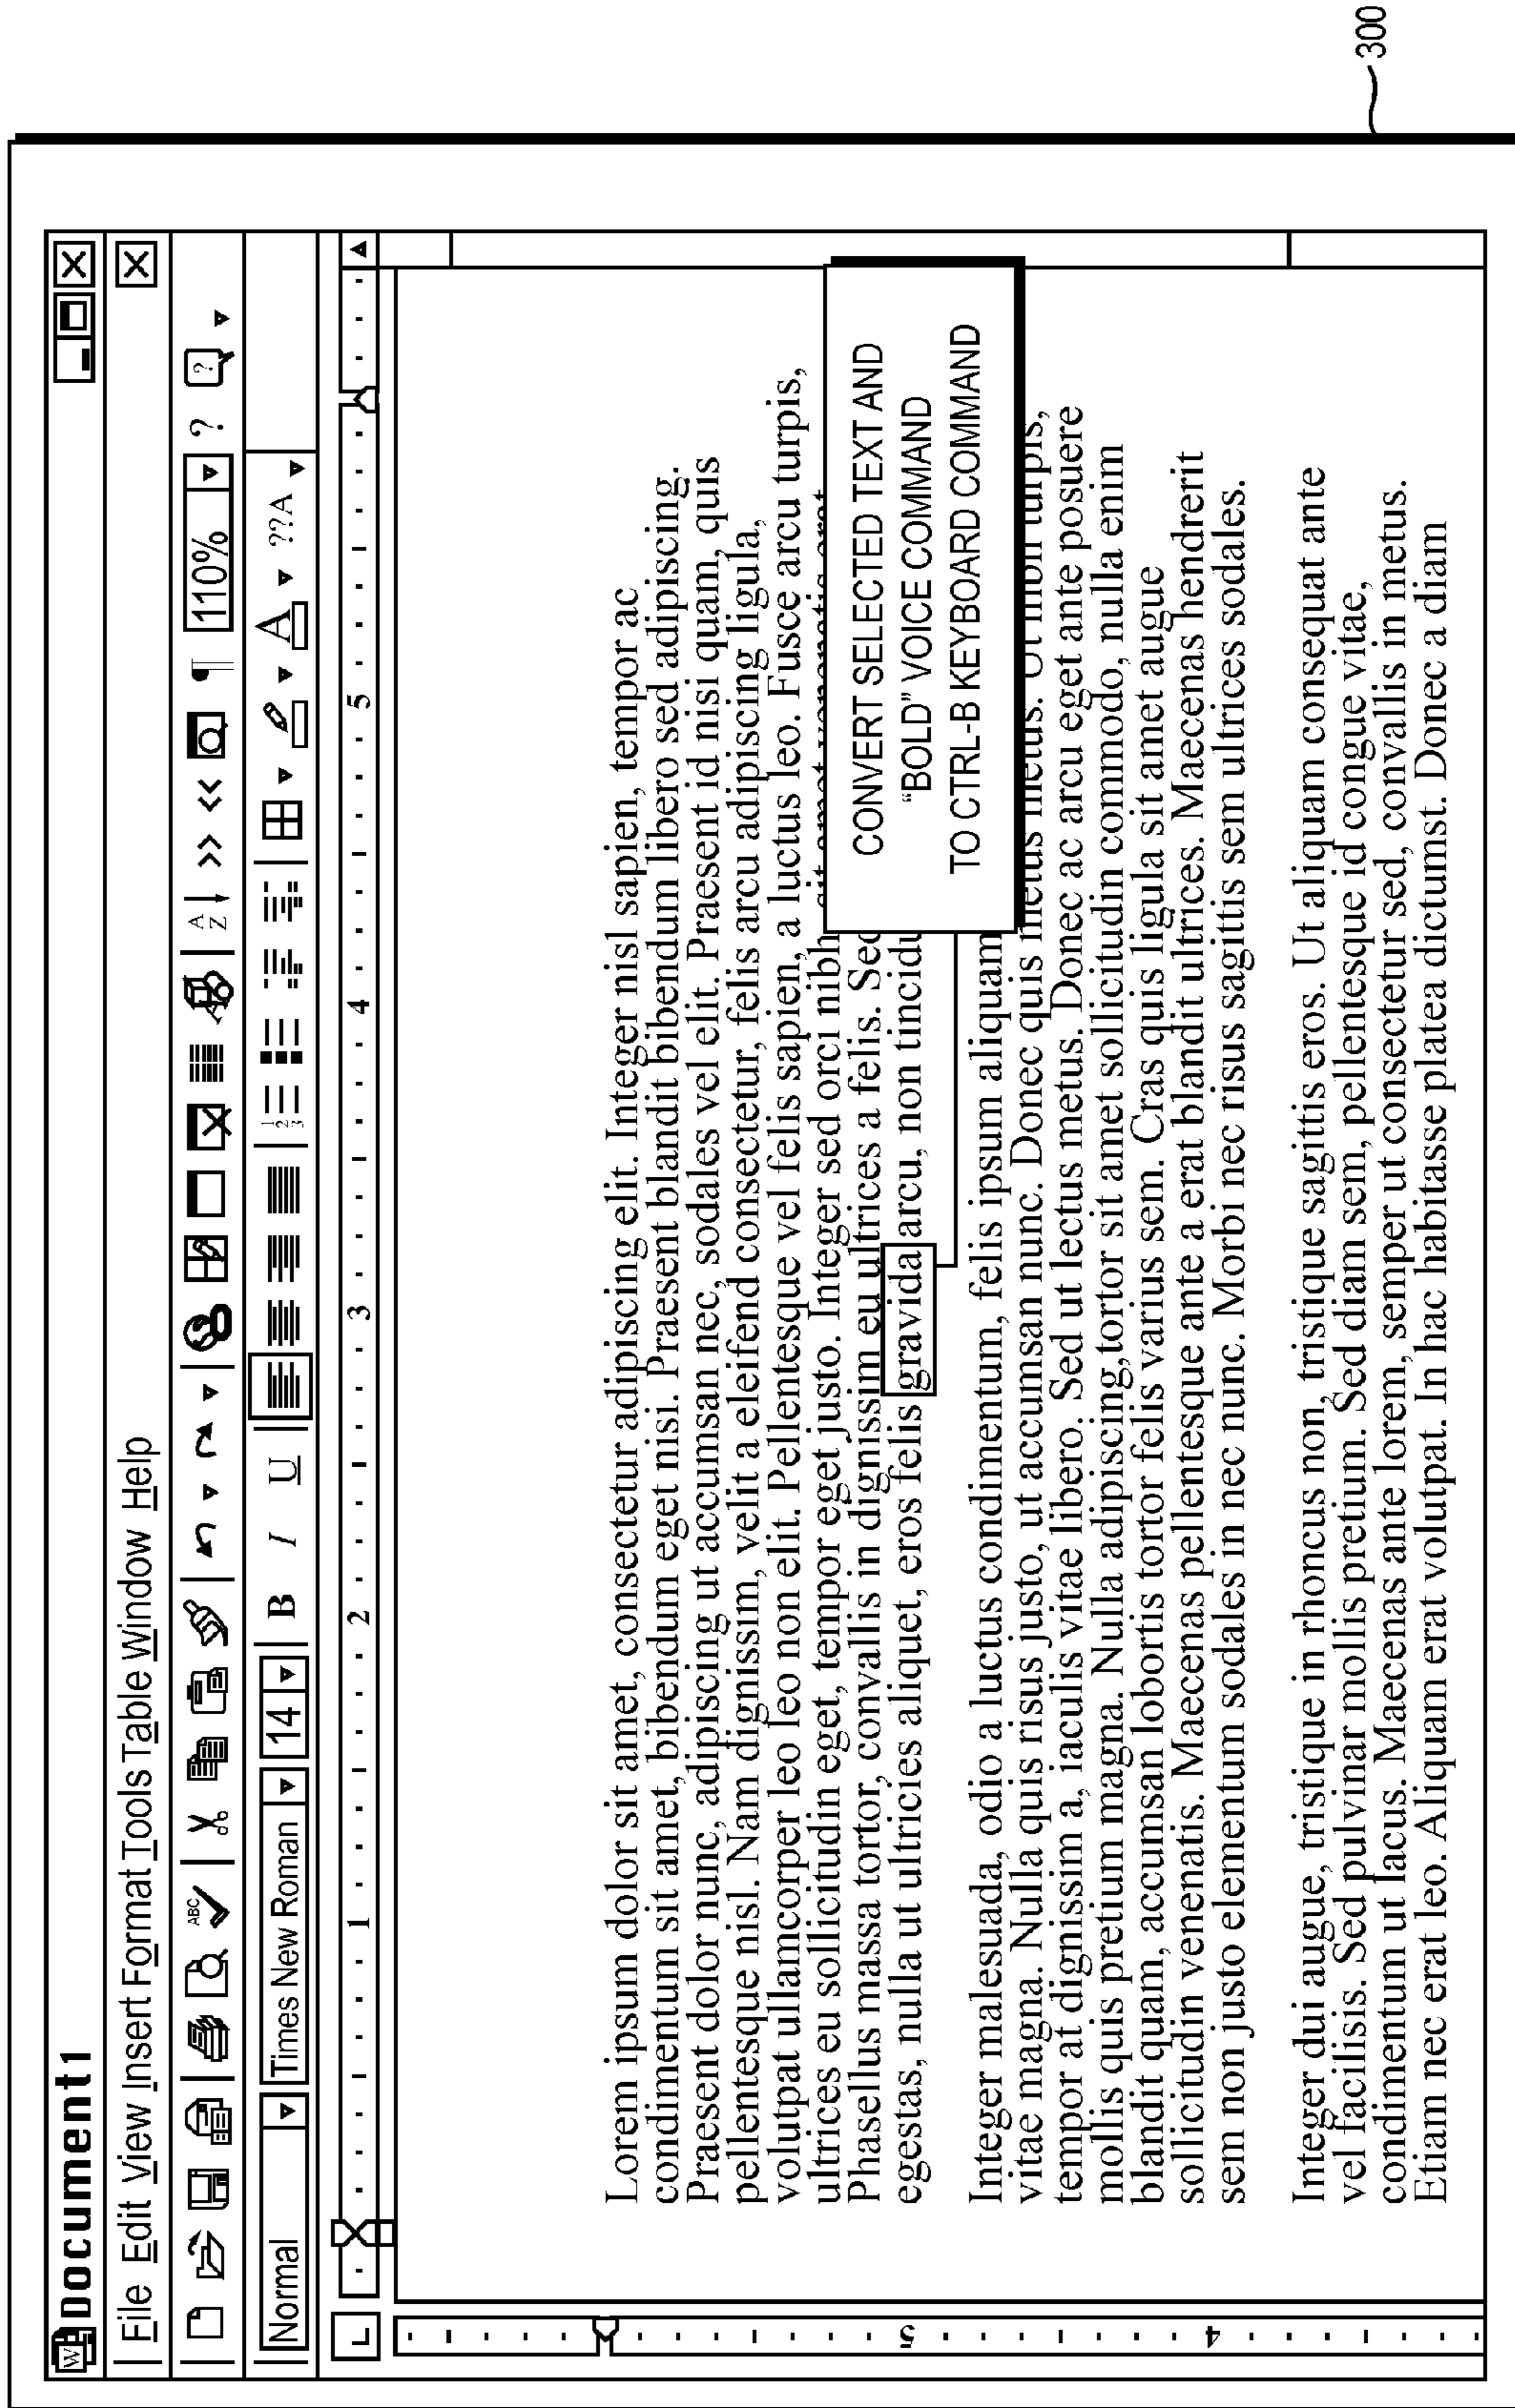 Document1
File Edit View Insert Format Tools Table Window Help
ABC A Z 110% ? ?
Normal Times New Roman 14 B I U 1 2 3 A ??A
L 1 2 3 4 5
Lorem ipsum dolor sit amet, consectetur adipiscing elit. Integer nisl sapien, tempor ac
condimentum sit amet, bibendum eget nisi. Praesent blandit bibendum libero sed adipiscing.
Praesent dolor nunc, adipiscing ut accumsan nec, sodales vel elit. Praesent id nisi quam, quis
pellentesque nisl. Nam dignissim, velit a eleifend consectetur, felis arcu adipiscing ligula,
volutpat ullamcorper leo leo non elit. Pellentesque vel felis sapien, a luctus leo. Fusce arcu turpis,
ultrices eu sollicitudin eget, tempor eget justo. Integer sed orci nibh sit amet venenatis erat
Phasellus massa tortor, convallis in dignissim eu ultrices a felis. Sed
egestas, nulla ut ultricies aliquet, eros felis gravida arcu, non tincidu
CONVERT SELECTED TEXT AND
“BOLD” VOICE COMMAND
TO CTRL-B KEYBOARD COMMAND
Integer malesuada, odio a luctus condimentum, felis ipsum aliquam
vitae magna. Nulla quis risus justo, ut accumsan nunc. Donec quis metus metus. Ut nibh turpis,
tempor at dignissim a, iaculis vitae libero. Sed ut lectus metus. Donec ac arcu eget ante posuere
mollis quis pretium magna. Nulla adipiscing,tortor sit amet sollicitudin commodo, nulla enim
blandit quam, accumsan lobortis tortor felis varius sem. Cras quis ligula sit amet augue
sollicitudin venenatis. Maecenas pellentesque ante a erat blandit ultrices. Maecenas hendrerit
sem non justo elementum sodales in nec nunc. Morbi nec risus sagittis sem ultrices sodales.
Integer dui augue, tristique in rhoncus non, tristique sagittis eros. Ut aliquam consequat ante
vel facilisis. Sed pulvinar mollis pretium. Sed diam sem, pellentesque id congue vitae,
condimentum ut lacus. Maecenas ante lorem, semper ut consectetur sed, convallis in metus.
Etiam nec erat leo. Aliquam erat volutpat. In hac habitasse platea dictumst. Donec a diam
300